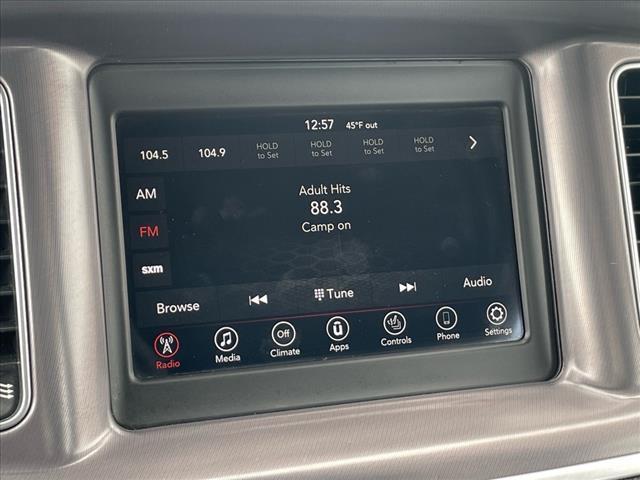 12:57 45°F out
104.5 104.9 HOLD to Set HOLD to Set HOLD to Set HOLD to Set
AM
FM
sxm
Adult Hits
88.3
Camp on
Browse Tune Audio
Radio Media Off Climate Apps Controls Phone Settings